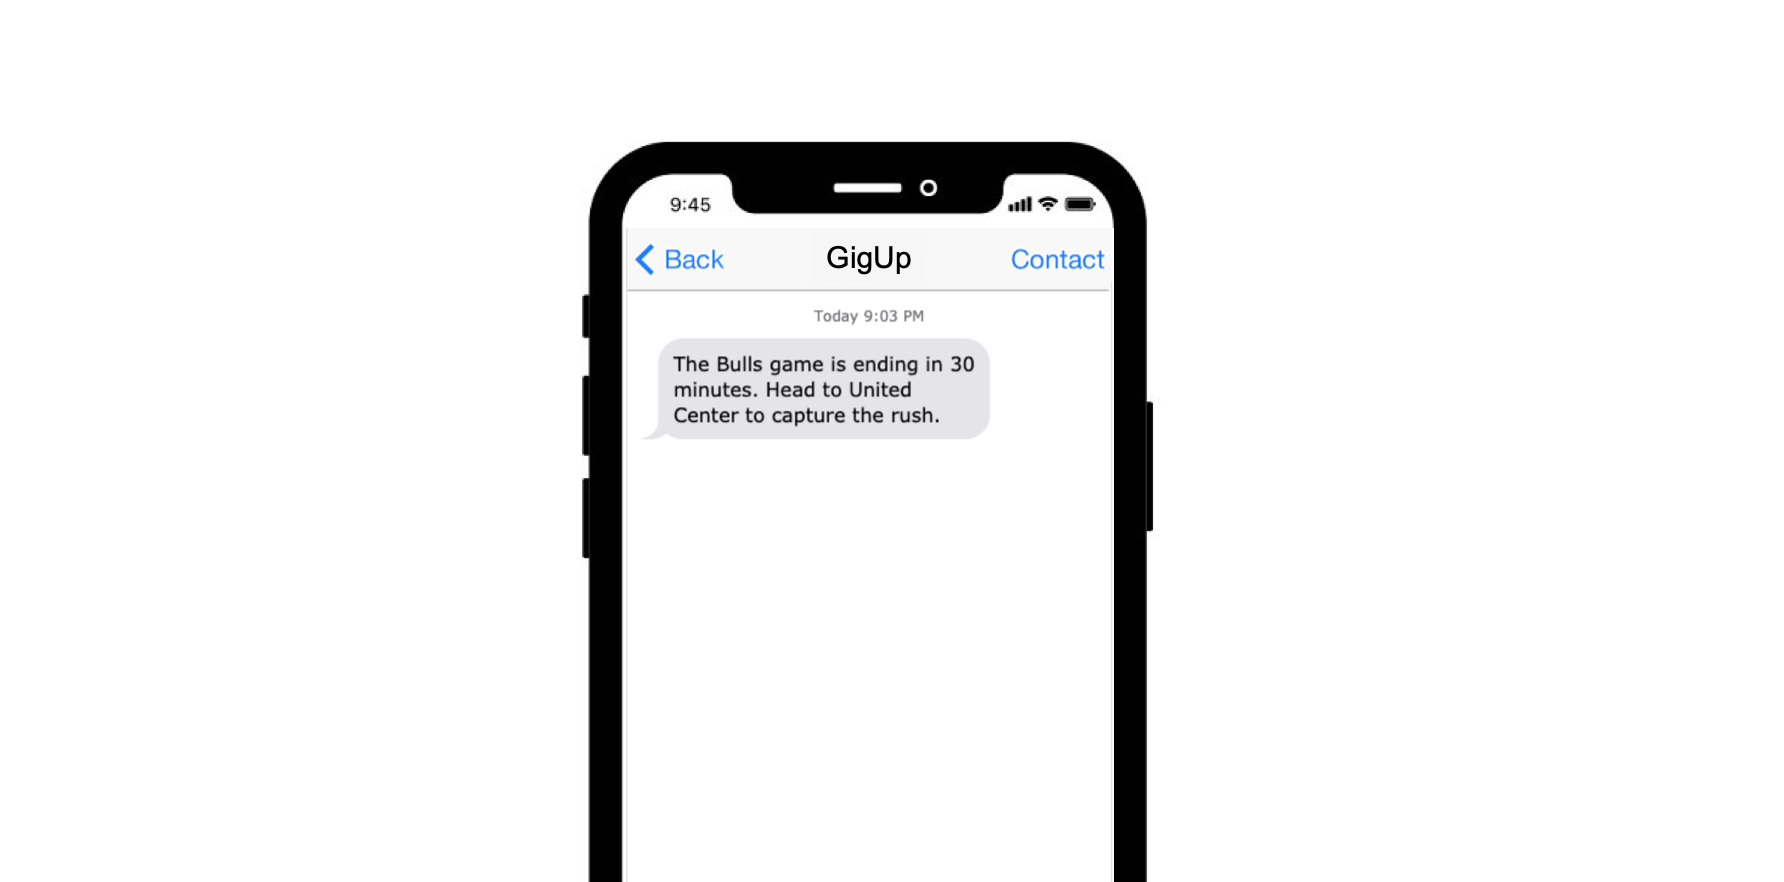 9:45
Back
GigUp
Contact
Today 9:03 PM
The Bulls game is ending in 30
minutes. Head to United
Center to capture the rush.